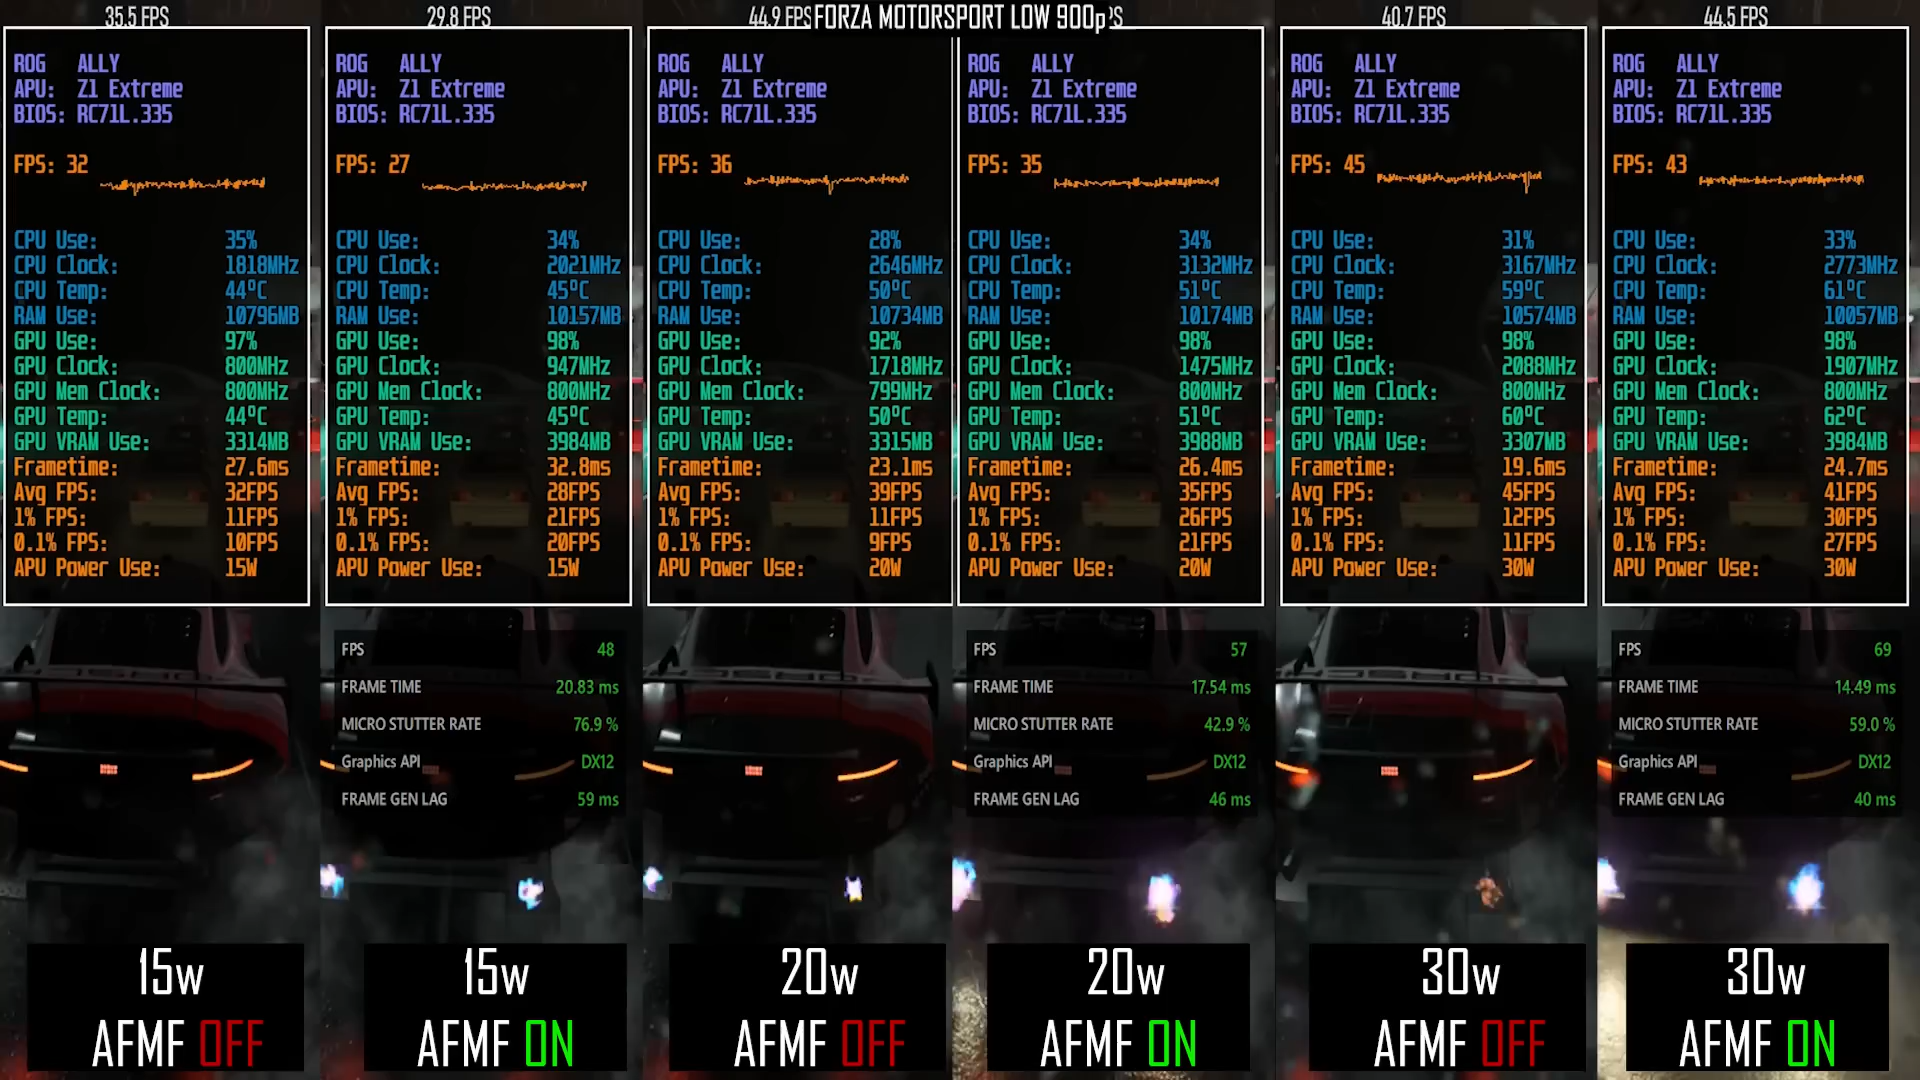 35.5 FPS
29.8 FPS
44.9 FPS
FORZA MOTORSPORT LOW 900p
40.7 FPS
44.5 FPS
ROG ALLY
APU: Z1 Extreme
BIOS: RC71L.335
FPS: 32
CPU Use: 35%
CPU Clock: 1818MHz
CPU Temp: 44°C
RAM Use: 10796MB
GPU Use: 97%
GPU Clock: 800MHz
GPU Mem Clock: 800MHz
GPU Temp: 44°C
GPU VRAM Use: 3314MB
Frametime: 27.6ms
Avg FPS: 32FPS
1% FPS: 11FPS
0.1% FPS: 10FPS
APU Power Use: 15W
15w
AFMF OFF
ROG ALLY
APU: Z1 Extreme
BIOS: RC71L.335
FPS: 27
CPU Use: 34%
CPU Clock: 2021MHz
CPU Temp: 45°C
RAM Use: 10157MB
GPU Use: 98%
GPU Clock: 947MHz
GPU Mem Clock: 800MHz
GPU Temp: 45°C
GPU VRAM Use: 3984MB
Frametime: 32.8ms
Avg FPS: 28FPS
1% FPS: 21FPS
0.1% FPS: 20FPS
APU Power Use: 15W
FPS 48
FRAME TIME 20.83 ms
MICRO STUTTER RATE 76.9 %
Graphics API DX12
FRAME GEN LAG 59 ms
15w
AFMF ON
ROG ALLY
APU: Z1 Extreme
BIOS: RC71L.335
FPS: 36
CPU Use: 28%
CPU Clock: 2646MHz
CPU Temp: 50°C
RAM Use: 10734MB
GPU Use: 92%
GPU Clock: 1718MHz
GPU Mem Clock: 799MHz
GPU Temp: 50°C
GPU VRAM Use: 3315MB
Frametime: 23.1ms
Avg FPS: 39FPS
1% FPS: 11FPS
0.1% FPS: 9FPS
APU Power Use: 20W
20w
AFMF OFF
ROG ALLY
APU: Z1 Extreme
BIOS: RC71L.335
FPS: 35
CPU Use: 34%
CPU Clock: 3132MHz
CPU Temp: 51°C
RAM Use: 10174MB
GPU Use: 98%
GPU Clock: 1475MHz
GPU Mem Clock: 800MHz
GPU Temp: 51°C
GPU VRAM Use: 3988MB
Frametime: 26.4ms
Avg FPS: 35FPS
1% FPS: 26FPS
0.1% FPS: 21FPS
APU Power Use: 20W
FPS 57
FRAME TIME 17.54 ms
MICRO STUTTER RATE 42.9 %
Graphics API DX12
FRAME GEN LAG 46 ms
20w
AFMF ON
ROG ALLY
APU: Z1 Extreme
BIOS: RC71L.335
FPS: 45
CPU Use: 31%
CPU Clock: 3167MHz
CPU Temp: 59°C
RAM Use: 10574MB
GPU Use: 98%
GPU Clock: 2088MHz
GPU Mem Clock: 800MHz
GPU Temp: 60°C
GPU VRAM Use: 3307MB
Frametime: 19.6ms
Avg FPS: 45FPS
1% FPS: 12FPS
0.1% FPS: 11FPS
APU Power Use: 30W
30w
AFMF OFF
ROG ALLY
APU: Z1 Extreme
BIOS: RC71L.335
FPS: 43
CPU Use: 33%
CPU Clock: 2773MHz
CPU Temp: 61°C
RAM Use: 10057MB
GPU Use: 98%
GPU Clock: 1907MHz
GPU Mem Clock: 800MHz
GPU Temp: 62°C
GPU VRAM Use: 3984MB
Frametime: 24.7ms
Avg FPS: 41FPS
1% FPS: 30FPS
0.1% FPS: 27FPS
APU Power Use: 30W
FPS 69
FRAME TIME 14.49 ms
MICRO STUTTER RATE 59.0 %
Graphics API DX12
FRAME GEN LAG 40 ms
30w
AFMF ON